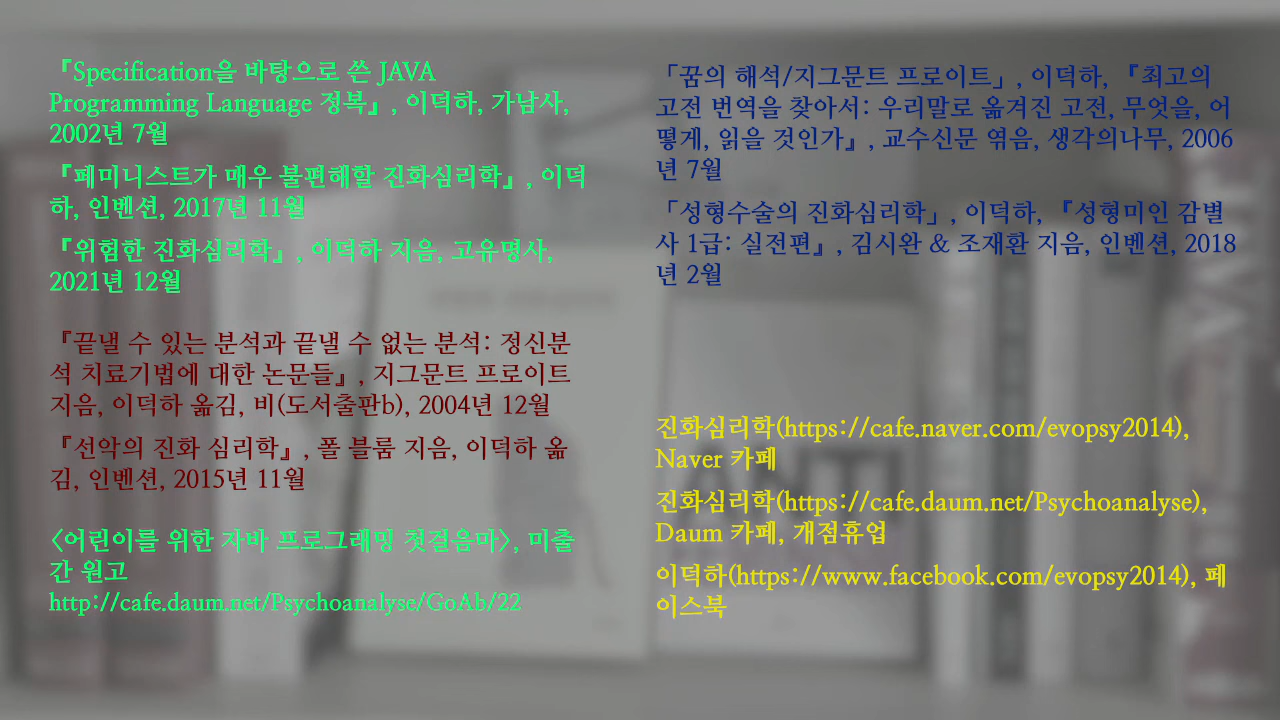 『Specification을 바탕으로 쓴 JAVA
Programming Language 정복』, 이덕하, 가남사,
2002년 7월
『페미니스트가 매우 불편해할 진화심리학』, 이덕
하, 인벤션, 2017년 11월
『위험한 진화심리학』, 이덕하 지음, 고유명사,
2021년 12월
『끝낼 수 있는 분석과 끝낼 수 없는 분석: 정신분
석 치료기법에 대한 논문들』, 지그문트 프로이트
지음, 이덕하 옮김, 비(도서출판b), 2004년 12월
『선악의 진화 심리학』, 폴 블룸 지음, 이덕하 옮
김, 인벤션, 2015년 11월
〈어린이를 위한 자바 프로그래밍 첫걸음마〉, 미출
간 원고
http://cafe.daum.net/Psychoanalyse/GoAb/22
「꿈의 해석/지그문트 프로이트」, 이덕하, 『최고의
고전 번역을 찾아서: 우리말로 옮겨진 고전, 무엇을, 어
떻게, 읽을 것인가』, 교수신문 엮음, 생각의나무, 2006
년 7월
「성형수술의 진화심리학」, 이덕하, 『성형미인 감별
사 1급: 실전편』, 김시완 & 조재환 지음, 인벤션, 2018
년 2월
진화심리학(https://cafe.naver.com/evopsy2014),
Naver 카페
진화심리학(https://cafe.daum.net/Psychoanalyse),
Daum 카페, 개점휴업
이덕하(https://www.facebook.com/evopsy2014), 페
이스북